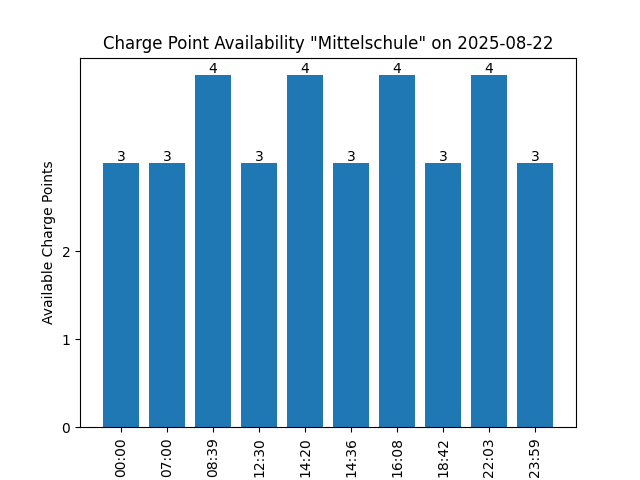 Charge Point Availability "Mittelschule" on 2025-08-22
4 4 4 4
3 3 3 3 3 3
Available Charge Points
2
1
0
00:00 07:00 08:39 12:30 14:20 14:36 16:08 18:42 22:03 23:59